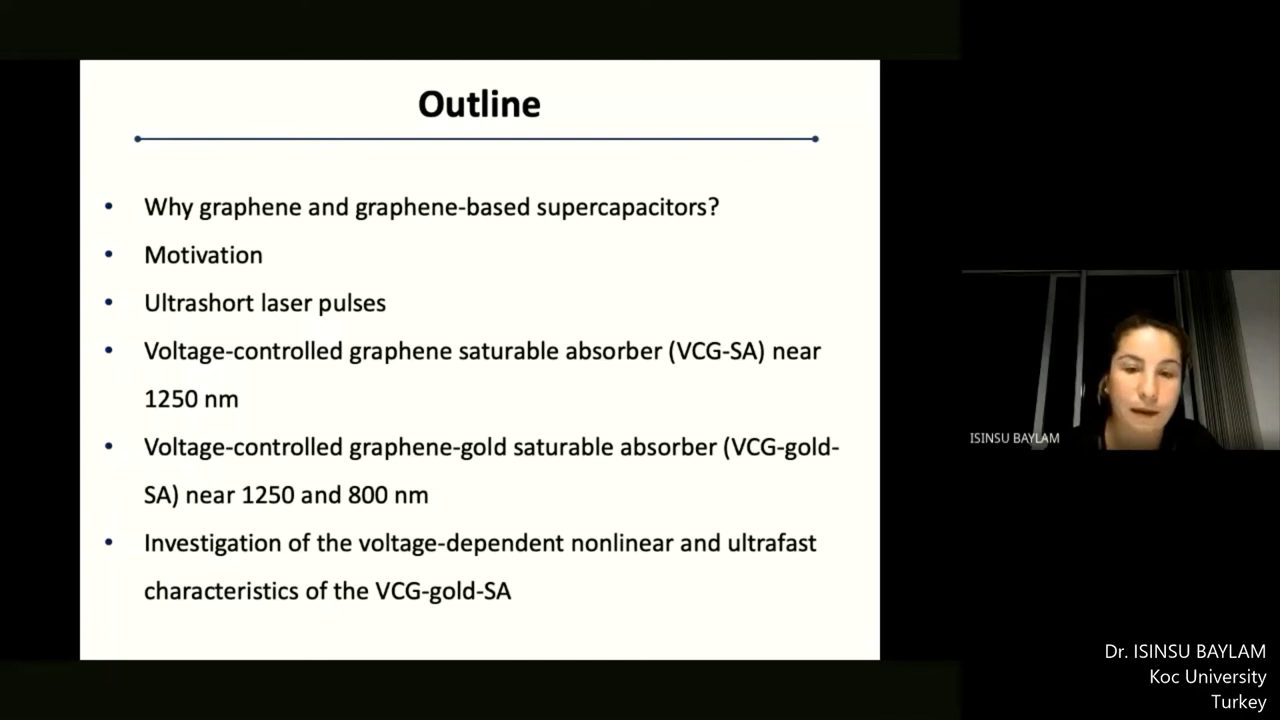 Outline
• Why graphene and graphene-based supercapacitors?
• Motivation
• Ultrashort laser pulses
• Voltage-controlled graphene saturable absorber (VCG-SA) near
1250 nm
• Voltage-controlled graphene-gold saturable absorber (VCG-gold-
SA) near 1250 and 800 nm
• Investigation of the voltage-dependent nonlinear and ultrafast
characteristics of the VCG-gold-SA
ISINSU BAYLAM
Dr. ISINSU BAYLAM
Koc University
Turkey